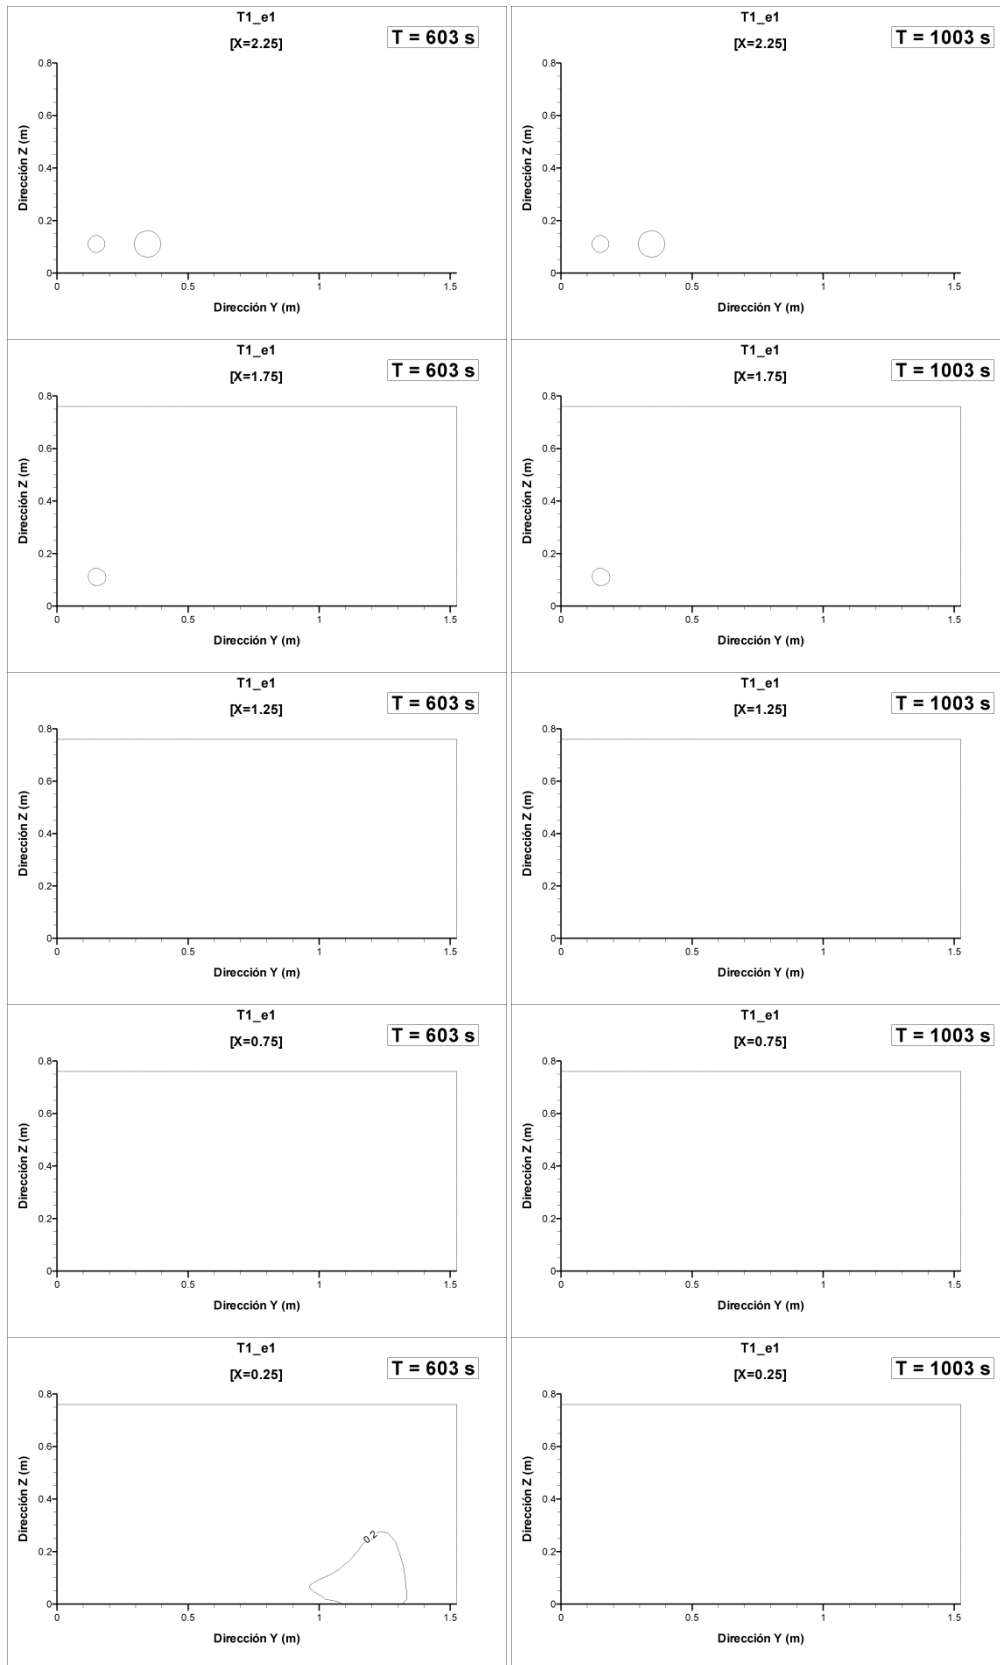 T1_e1
[X=2.25]
T = 603 s
Dirección Z (m)
0.8
0.6
0.4
0.2
0
0 0.5 1 1.5
Dirección Y (m)
T1_e1
[X=2.25]
T = 1003 s
Dirección Z (m)
0.8
0.6
0.4
0.2
0
0 0.5 1 1.5
Dirección Y (m)
T1_e1
[X=1.75]
T = 603 s
Dirección Z (m)
0.8
0.6
0.4
0.2
0
0 0.5 1 1.5
Dirección Y (m)
T1_e1
[X=1.75]
T = 1003 s
Dirección Z (m)
0.8
0.6
0.4
0.2
0
0 0.5 1 1.5
Dirección Y (m)
T1_e1
[X=1.25]
T = 603 s
Dirección Z (m)
0.8
0.6
0.4
0.2
0
0 0.5 1 1.5
Dirección Y (m)
T1_e1
[X=1.25]
T = 1003 s
Dirección Z (m)
0.8
0.6
0.4
0.2
0
0 0.5 1 1.5
Dirección Y (m)
T1_e1
[X=0.75]
T = 603 s
Dirección Z (m)
0.8
0.6
0.4
0.2
0
0 0.5 1 1.5
Dirección Y (m)
T1_e1
[X=0.75]
T = 1003 s
Dirección Z (m)
0.8
0.6
0.4
0.2
0
0 0.5 1 1.5
Dirección Y (m)
T1_e1
[X=0.25]
T = 603 s
Dirección Z (m)
0.8
0.6
0.4
0.2
0.2
0
0 0.5 1 1.5
Dirección Y (m)
T1_e1
[X=0.25]
T = 1003 s
Dirección Z (m)
0.8
0.6
0.4
0.2
0
0 0.5 1 1.5
Dirección Y (m)